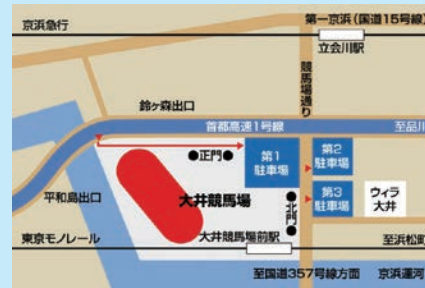 京浜急行
第一京浜(国道15号線)
立会川駅
競馬場通り
鈴ヶ森出口
首都高速1号線
至品川
●正門●
第1
駐車場
第2
駐車場
第3
駐車場
ウィラ
大井
●北門●
平和島出口
大井競馬場
東京モノレール
大井競馬場前駅
至浜松町
至国道357号線方面
京浜運河